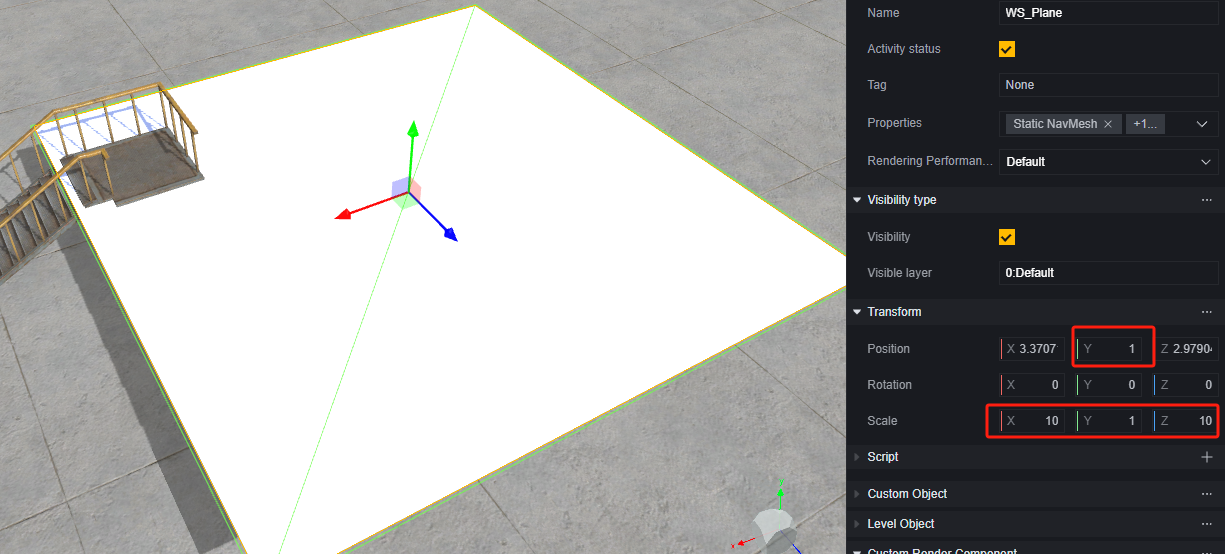 Name WS_Plane
Activity status
Tag None
Properties Static NavMesh +1...
Rendering Performan... Default
Visibility type
Visibility
Visible layer 0:Default
Transform
Position X 3.3707 Y 1 Z 2.9790
Rotation X 0 Y 0 Z 0
Scale X 10 Y 1 Z 10
Script
Custom Object
Level Object
Custom Render Component